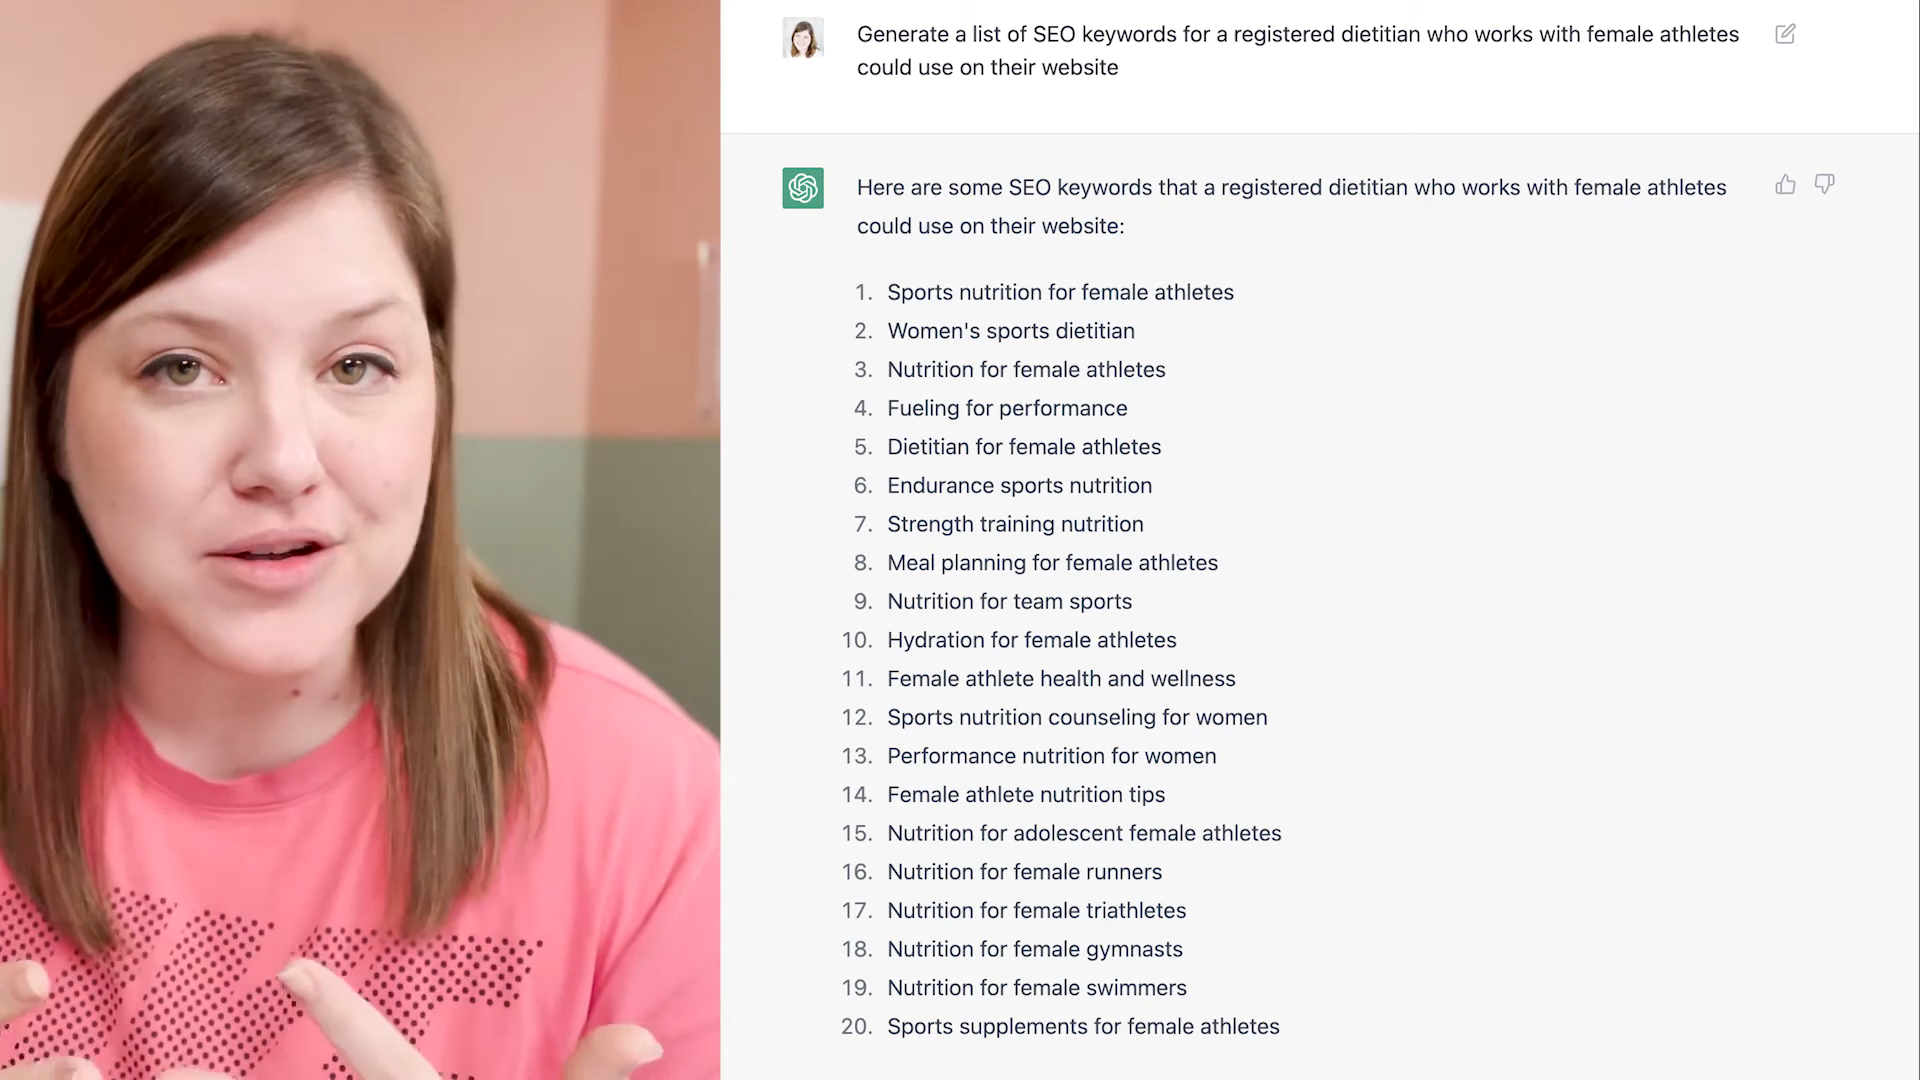 Generate a list of SEO keywords for a registered dietitian who works with female athletes
could use on their website
Here are some SEO keywords that a registered dietitian who works with female athletes
could use on their website:
1. Sports nutrition for female athletes
2. Women's sports dietitian
3. Nutrition for female athletes
4. Fueling for performance
5. Dietitian for female athletes
6. Endurance sports nutrition
7. Strength training nutrition
8. Meal planning for female athletes
9. Nutrition for team sports
10. Hydration for female athletes
11. Female athlete health and wellness
12. Sports nutrition counseling for women
13. Performance nutrition for women
14. Female athlete nutrition tips
15. Nutrition for adolescent female athletes
16. Nutrition for female runners
17. Nutrition for female triathletes
18. Nutrition for female gymnasts
19. Nutrition for female swimmers
20. Sports supplements for female athletes